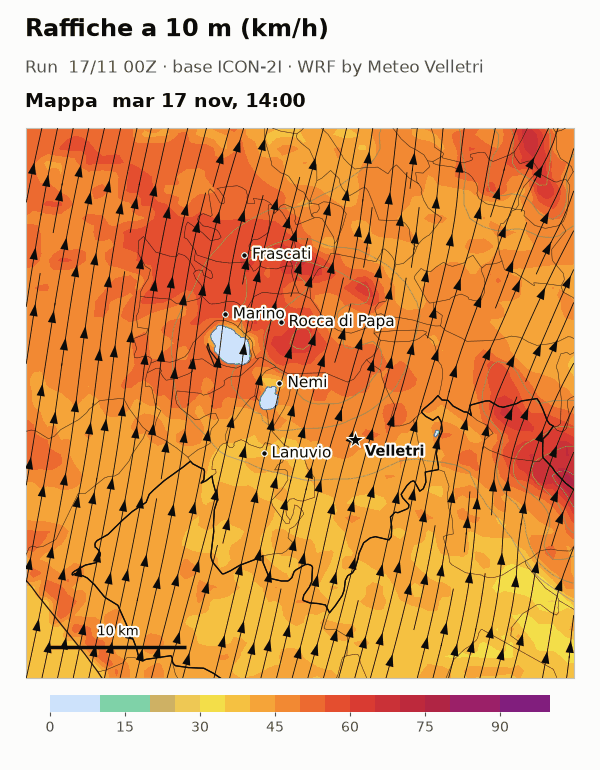 Raffiche a 10 m (km/h)
Run 17/11 00Z · base ICON-2I · WRF by Meteo Velletri
Mappa mar 17 nov, 14:00
Frascati
Marino
Rocca di Papa
Nemi
Velletri
Lanuvio
10 km
0 15 30 45 60 75 90